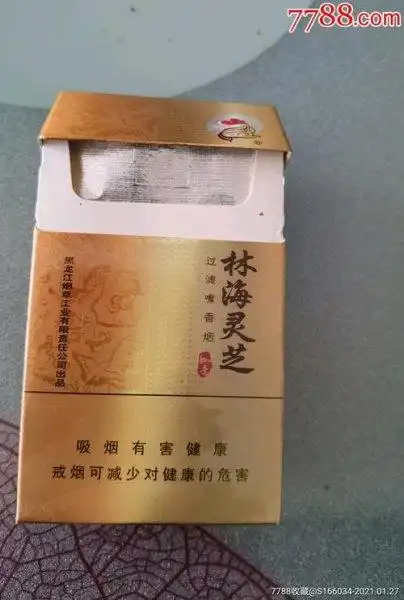 7788.com
®
林海灵芝
过滤嘴香烟
黑龙江烟草工业有限责任公司出品
吸烟有害健康
戒烟可减少对健康的危害
7788收藏@S166034-2021.01.27